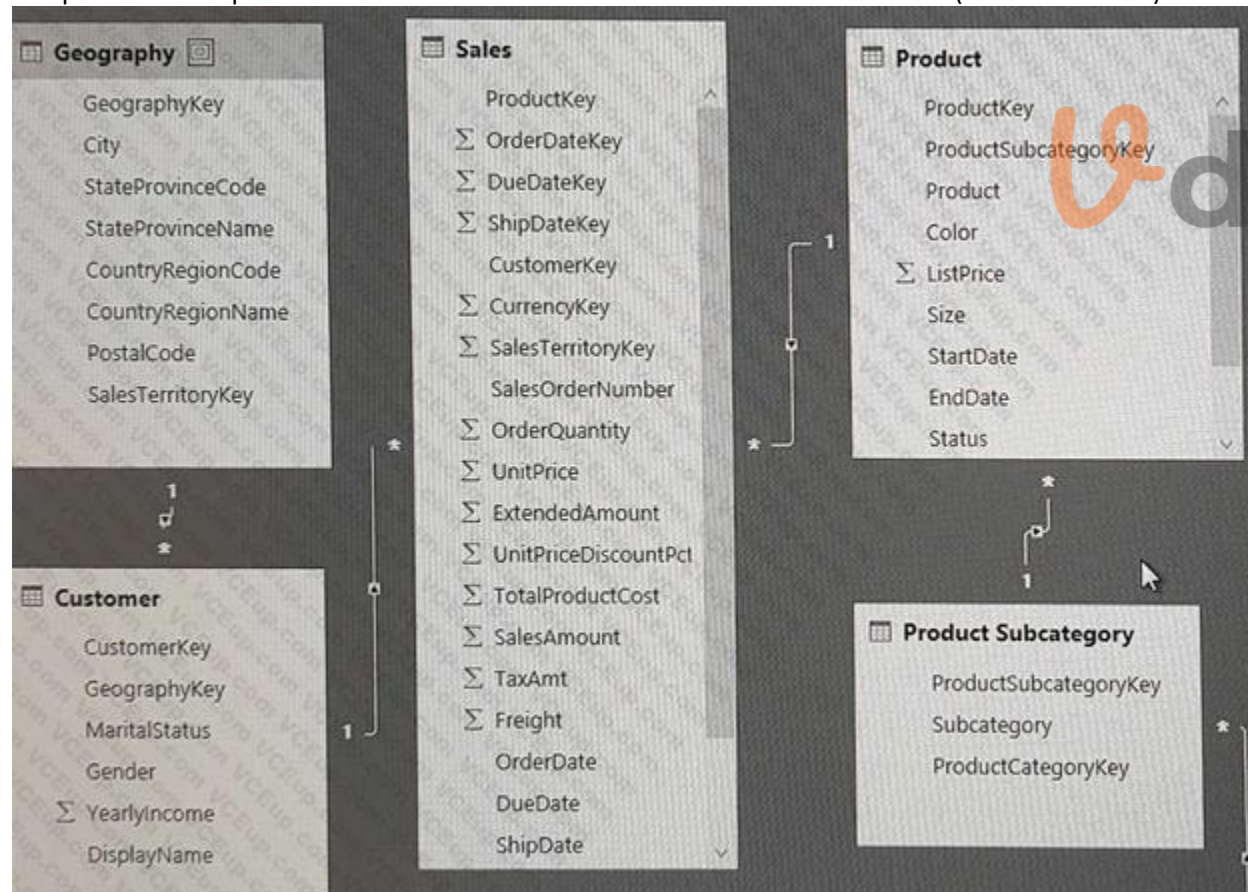 Geography
GeographyKey
City
StateProvinceCode
StateProvinceName
CountryRegionCode
CountryRegionName
PostalCode
SalesTerritoryKey
1
*
Customer
CustomerKey
GeographyKey
MaritalStatus
Gender
Σ YearlyIncome
DisplayName
*
1
Sales
ProductKey
Σ OrderDateKey
Σ DueDateKey
Σ ShipDateKey
CustomerKey
Σ CurrencyKey
Σ SalesTerritoryKey
SalesOrderNumber
Σ OrderQuantity
Σ UnitPrice
Σ ExtendedAmount
Σ UnitPriceDiscountPct
Σ TotalProductCost
Σ SalesAmount
Σ TaxAmt
Σ Freight
OrderDate
DueDate
ShipDate
1
*
Product
ProductKey
ProductSubcategoryKey
Product
Color
Σ ListPrice
Size
StartDate
EndDate
Status
*
1
Product Subcategory
ProductSubcategoryKey
Subcategory
ProductCategoryKey
*
VCEup.com